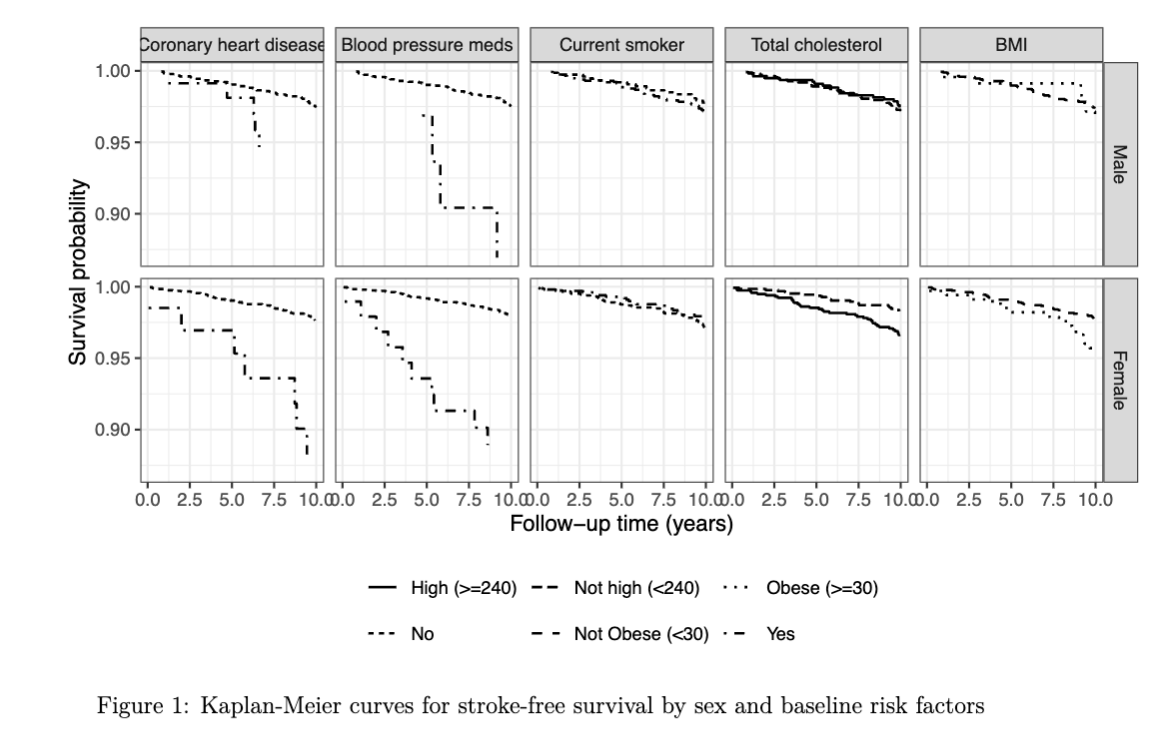 Coronary heart disease Blood pressure meds Current smoker Total cholesterol BMI
1.00
0.95
0.90
Male
Survival probability
1.00
0.95
0.90
Female
0.0 2.5 5.0 7.5 10.0 0.0 2.5 5.0 7.5 10.0 0.0 2.5 5.0 7.5 10.0 0.0 2.5 5.0 7.5 10.0 0.0 2.5 5.0 7.5 10.0
Follow−up time (years)
High (>=240) Not high (<240) Obese (>=30)
No Not Obese (<30) Yes
Figure 1: Kaplan-Meier curves for stroke-free survival by sex and baseline risk factors